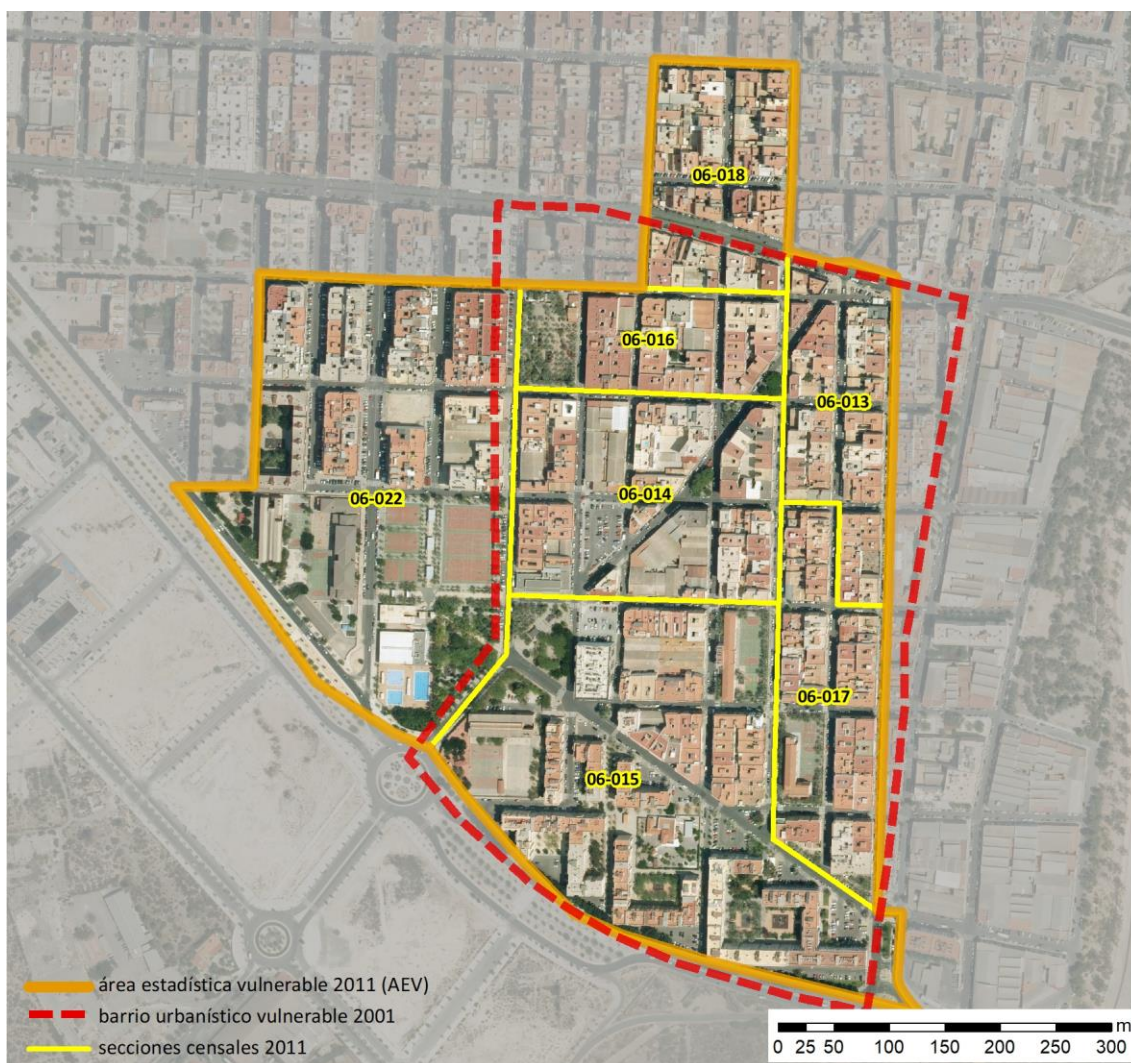 06-018
06-016
06-013
06-022
06-014
06-017
06-015
área estadística vulnerable 2011 (AEV)
barrio urbanístico vulnerable 2001
secciones censales 2011
m
0 25 50 100 150 200 250 300